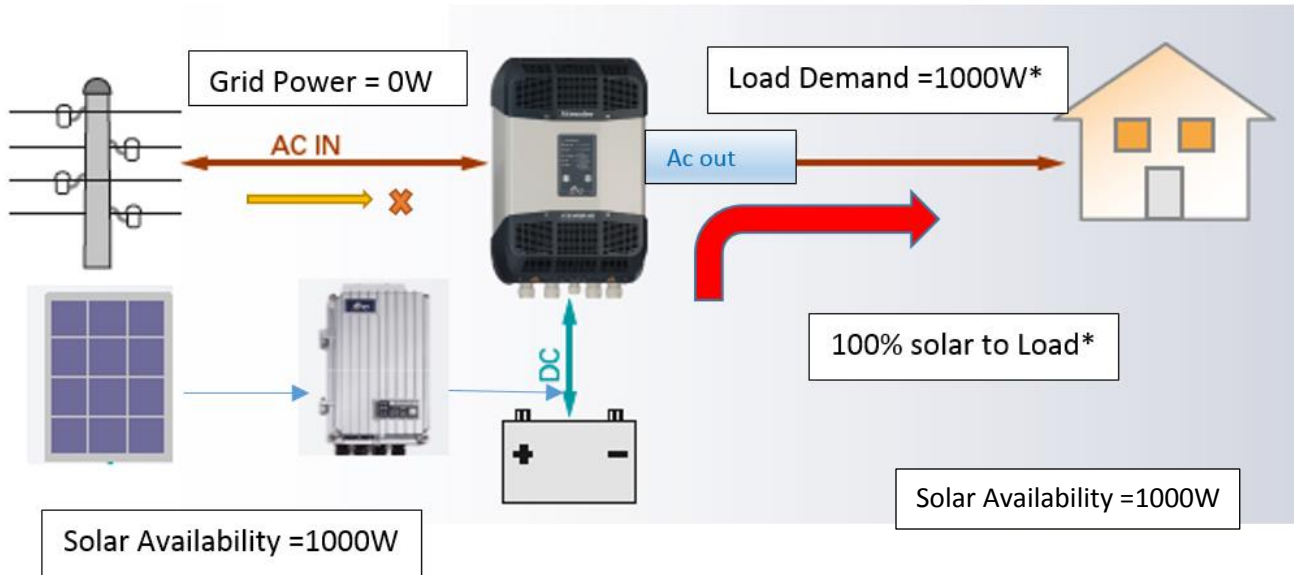 Grid Power = 0W
Load Demand =1000W*
AC IN
Ac out
100% solar to Load*
DC
+ −
Solar Availability =1000W
Solar Availability =1000W